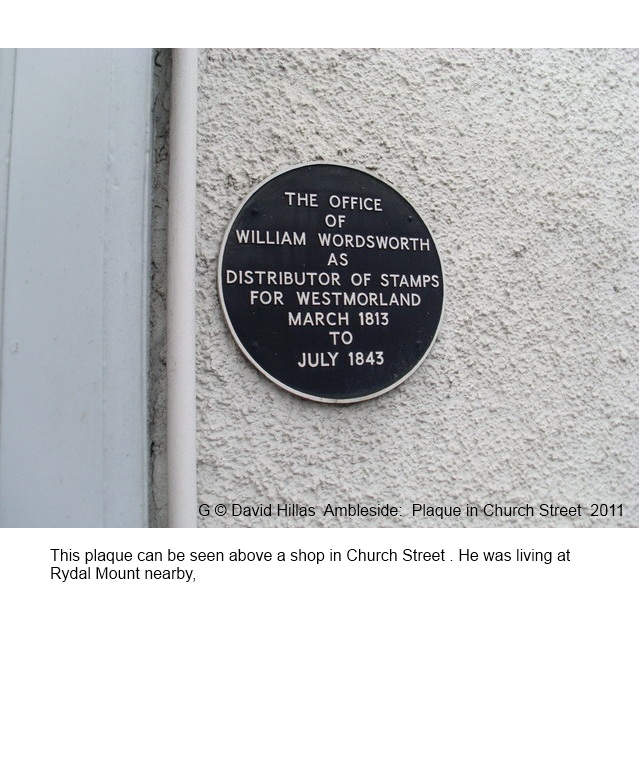 THE OFFICE
OF
WILLIAM WORDSWORTH
AS
DISTRIBUTOR OF STAMPS
FOR WESTMORLAND
MARCH 1813
TO
JULY 1843
G © David Hillas Ambleside: Plaque in Church Street 2011
This plaque can be seen above a shop in Church Street . He was living at
Rydal Mount nearby,